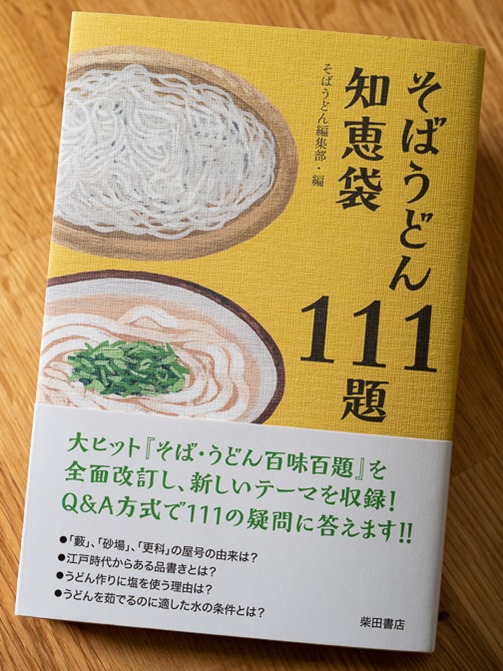 そばうどん
知恵袋
111題
そばうどん編集部・編
大ヒット『そば・うどん百味百題』を
全面改訂し、新しいテーマを収録！
Q&A方式で111の疑問に答えます!!
●「藪」、「砂場」、「更科」の屋号の由来は？
●江戸時代からある品書きとは？
●うどん作りに塩を使う理由は？
●うどんを茹でるのに適した水の条件とは？
柴田書店